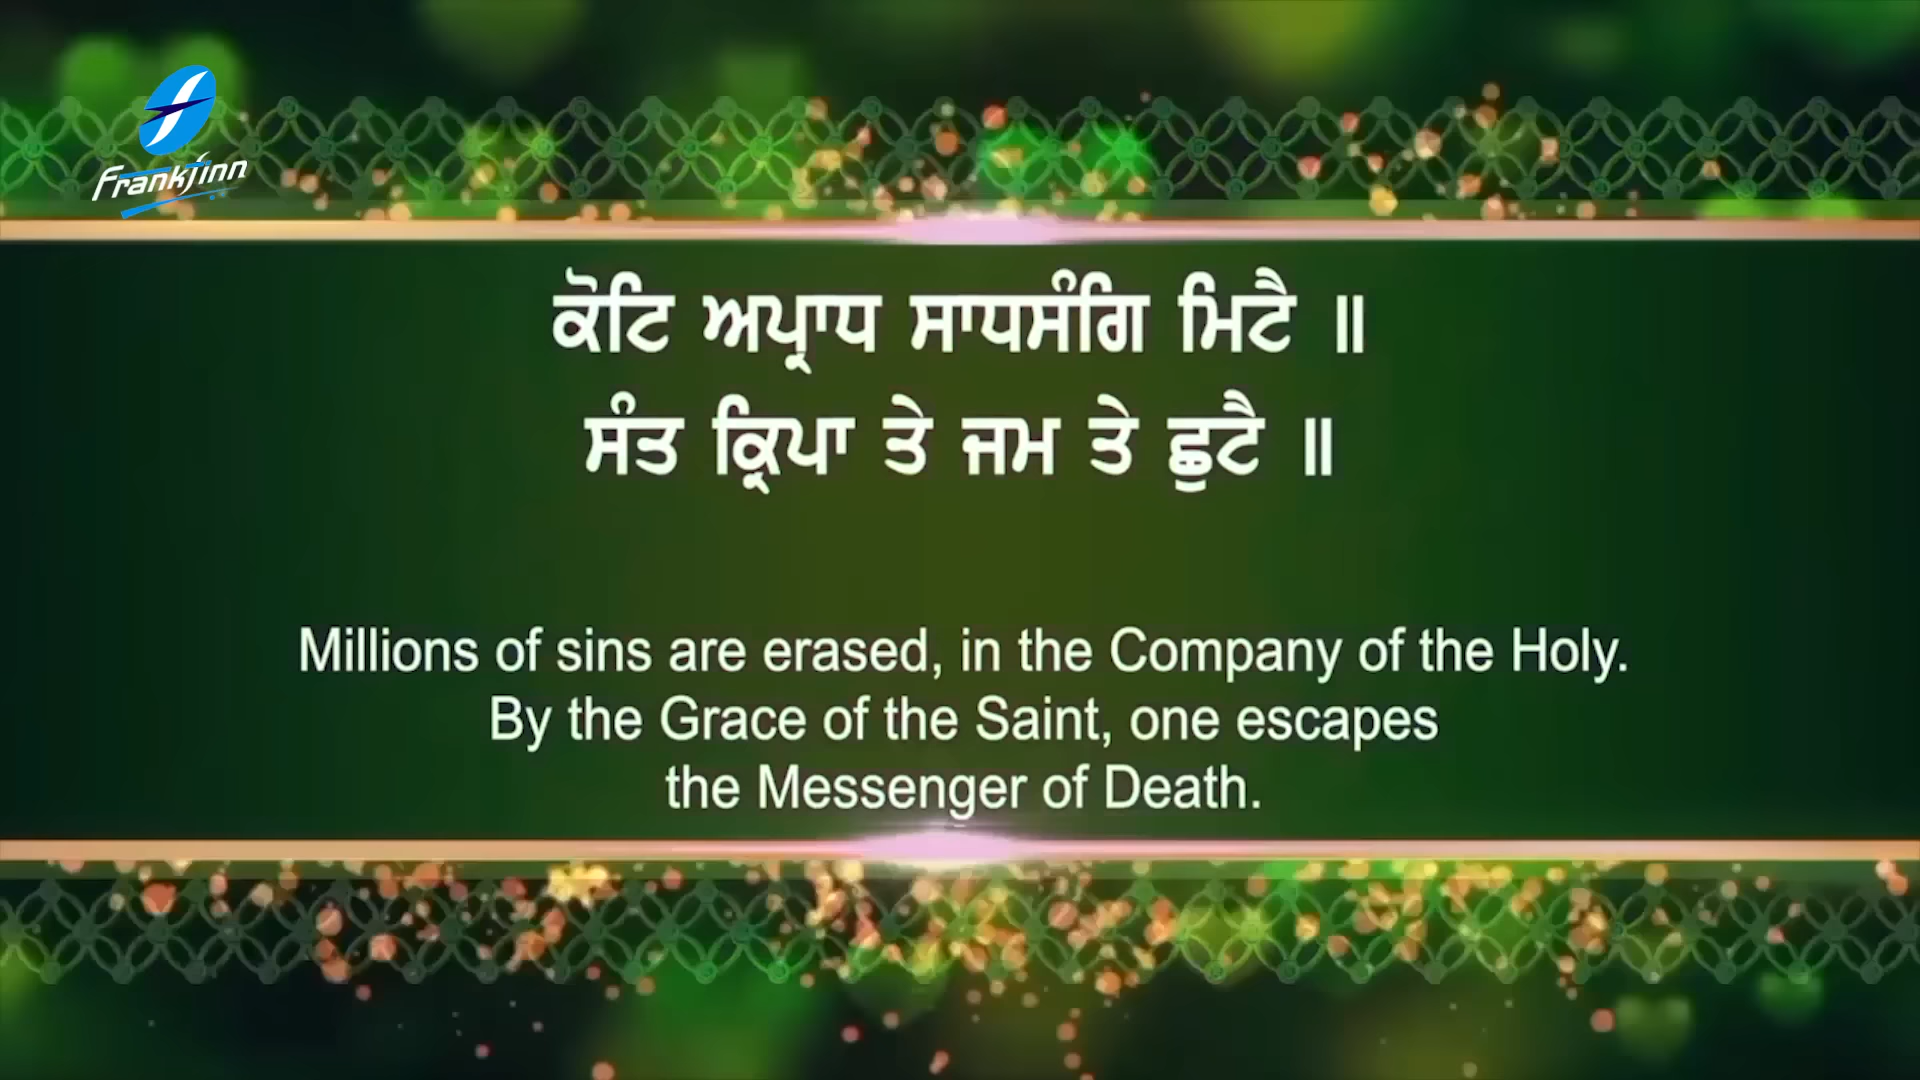 Frankfinn
ਕੋਟਿ ਅਪ੍ਰਾਧ ਸਾਧਸੰਗਿ ਮਿਟੈ ॥
ਸੰਤ ਕ੍ਰਿਪਾ ਤੇ ਜਮ ਤੇ ਛੁਟੈ ॥
Millions of sins are erased, in the Company of the Holy.
By the Grace of the Saint, one escapes
the Messenger of Death.